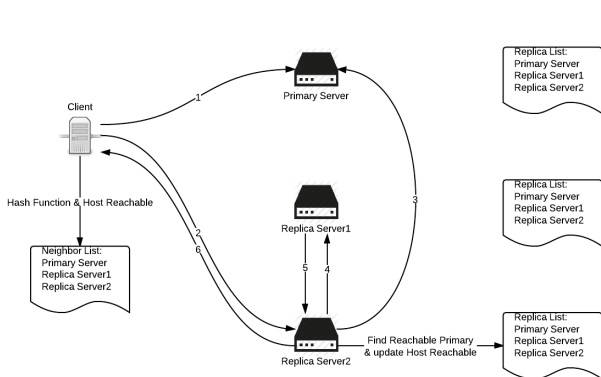 Replica List:
Primary Server
Replica Server1
Replica Server2
Client
1
Primary Server
Replica List:
Primary Server
Replica Server1
Replica Server2
3
Hash Function & Host Reachable
Replica Server1
2
6
Neighbor List:
Primary Server
Replica Server1
Replica Server2
5
4
Replica List:
Primary Server
Replica Server1
Replica Server2
Find Reachable Primary
& update Host Reachable
Replica Server2